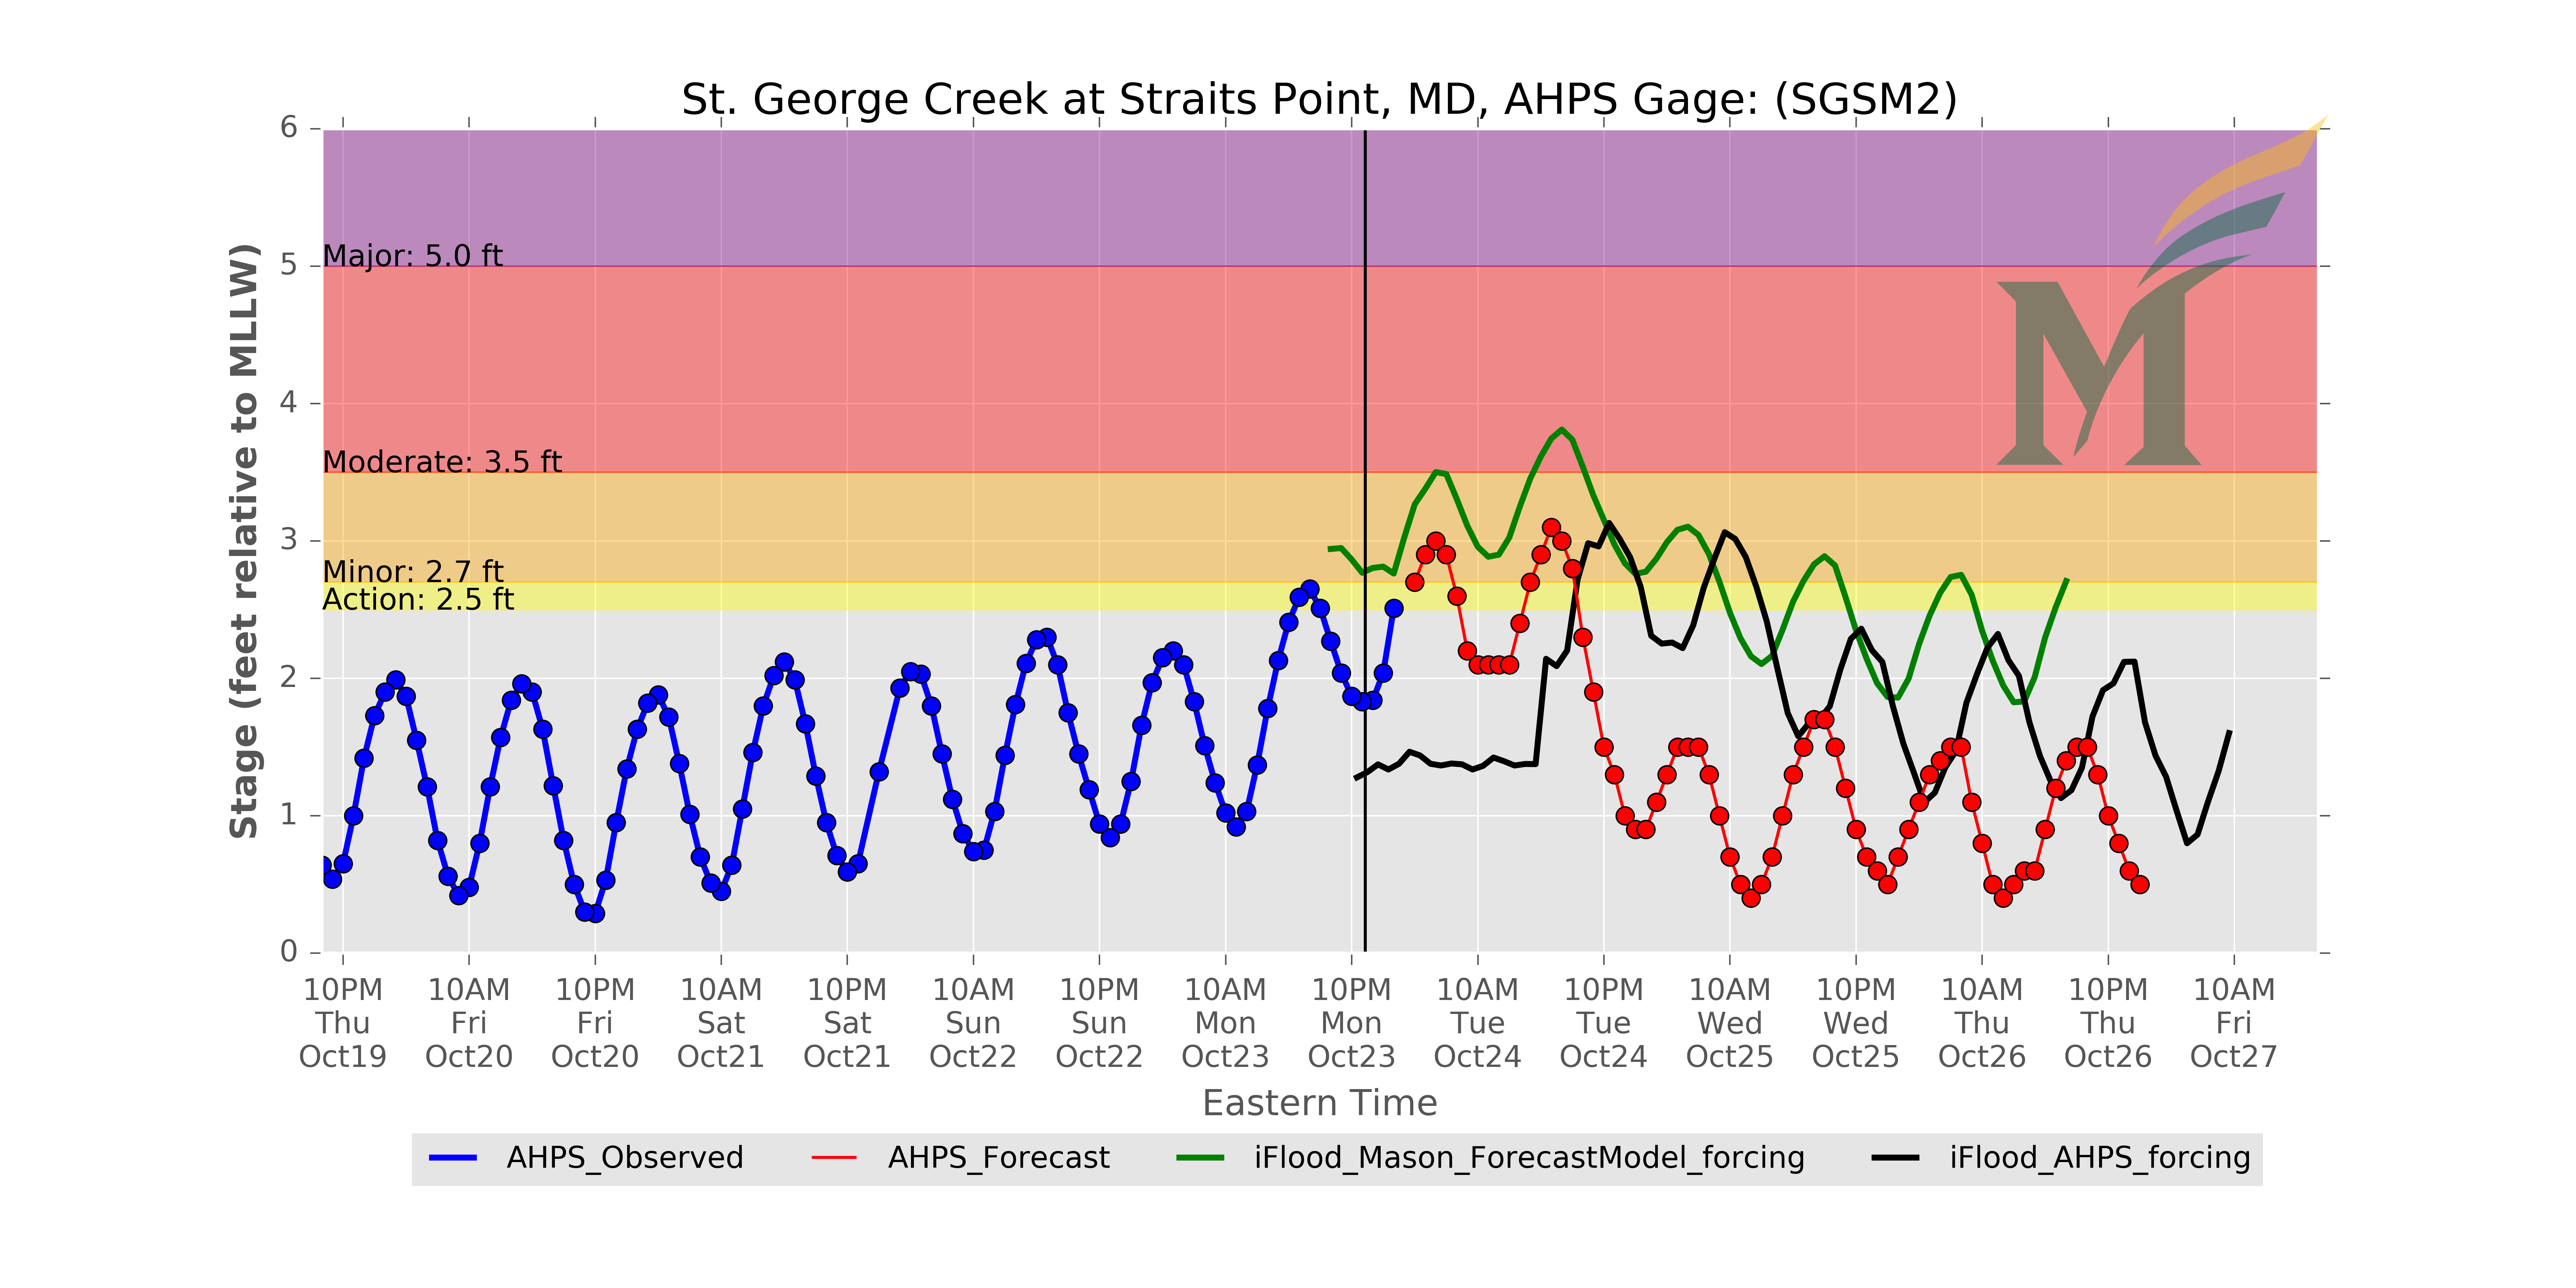 St. George Creek at Straits Point, MD, AHPS Gage: (SGSM2)
Stage (feet relative to MLLW)
6
5
4
3
2
1
0
Major: 5.0 ft
Moderate: 3.5 ft
Minor: 2.7 ft
Action: 2.5 ft
M
10PM 10AM 10PM 10AM 10PM 10AM 10PM 10AM 10PM 10AM 10PM 10AM 10PM 10AM 10PM 10AM
Thu Fri Fri Sat Sat Sun Sun Mon Mon Tue Tue Wed Wed Thu Thu Fri
Oct19 Oct20 Oct20 Oct21 Oct21 Oct22 Oct22 Oct23 Oct23 Oct24 Oct24 Oct25 Oct25 Oct26 Oct26 Oct27
Eastern Time
AHPS_Observed AHPS_Forecast iFlood_Mason_ForecastModel_forcing iFlood_AHPS_forcing